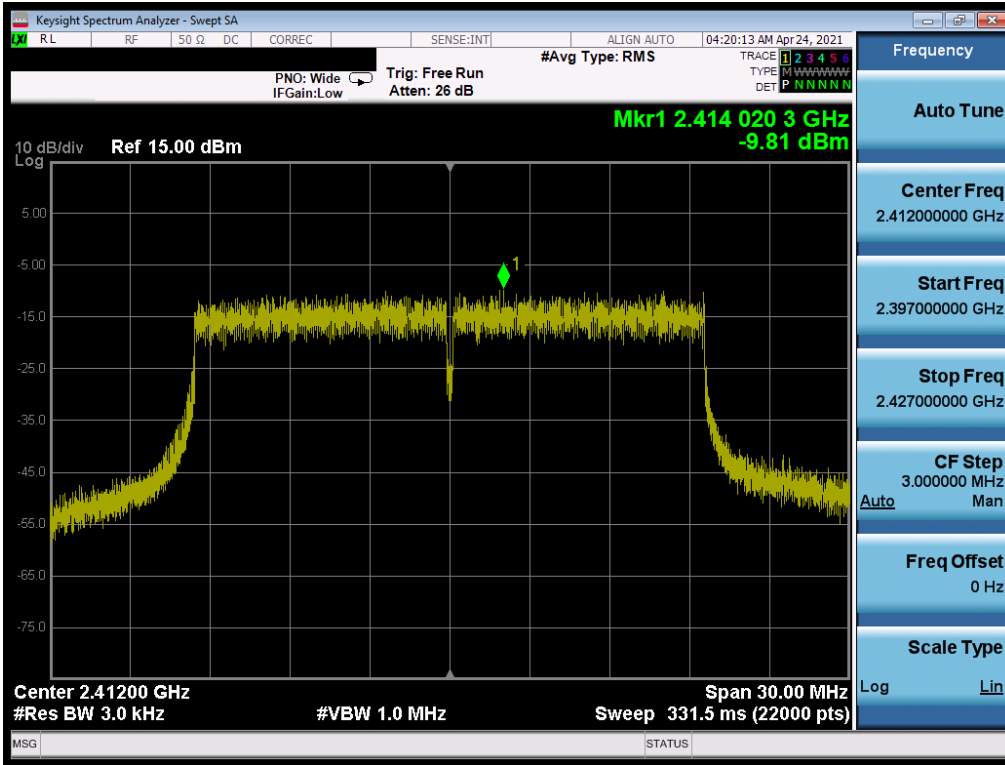 Keysight Spectrum Analyzer - Swept SA
LXI RL RF 50 Ω DC CORREC SENSE:INT ALIGN AUTO 04:20:13 AM Apr 24, 2021
#Avg Type: RMS TRACE 1 2 3 4 5 6
PNO: Wide Trig: Free Run TYPE M WWWWW
IFGain:Low Atten: 26 dB DET P N N N N N
Mkr1 2.414 020 3 GHz
-9.81 dBm
10 dB/div Ref 15.00 dBm
Log
5.00
-5.00
1
-15.0
-25.0
-35.0
-45.0
-55.0
-65.0
-75.0
Center 2.41200 GHz Span 30.00 MHz
#Res BW 3.0 kHz #VBW 1.0 MHz Sweep 331.5 ms (22000 pts)
MSG STATUS
Frequency
Auto Tune
Center Freq
2.412000000 GHz
Start Freq
2.397000000 GHz
Stop Freq
2.427000000 GHz
CF Step
3.000000 MHz
Auto Man
Freq Offset
0 Hz
Scale Type
Log Lin